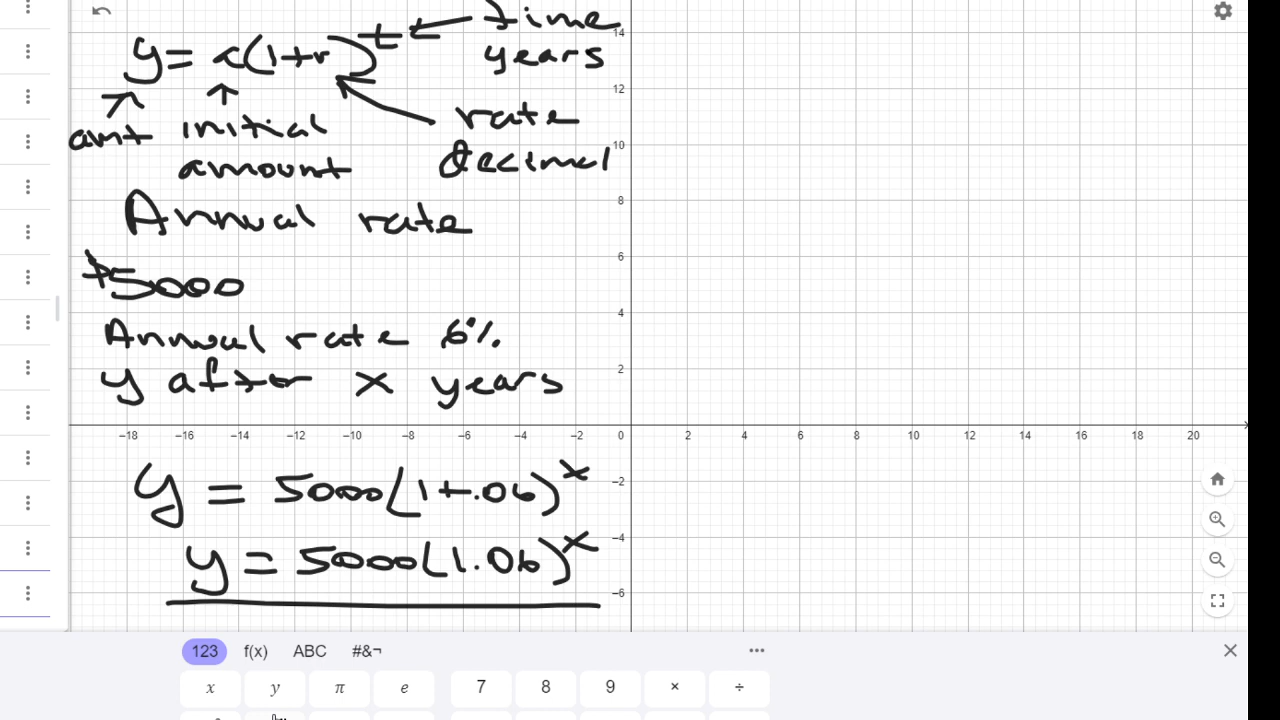 y = a(1+r)^t ← time
years
amt initial
amount
rate
decimal
Annual rate
$5000
Annual rate 6%
y after x years
y = 5000(1+.06)^x
y = 5000(1.06)^x
14
12
10
8
6
4
2
-18 -16 -14 -12 -10 -8 -6 -4 -2 0 2 4 6 8 10 12 14 16 18 20
-2
-4
-6
123 f(x) ABC #&¬ ...
x y π e 7 8 9 × ÷